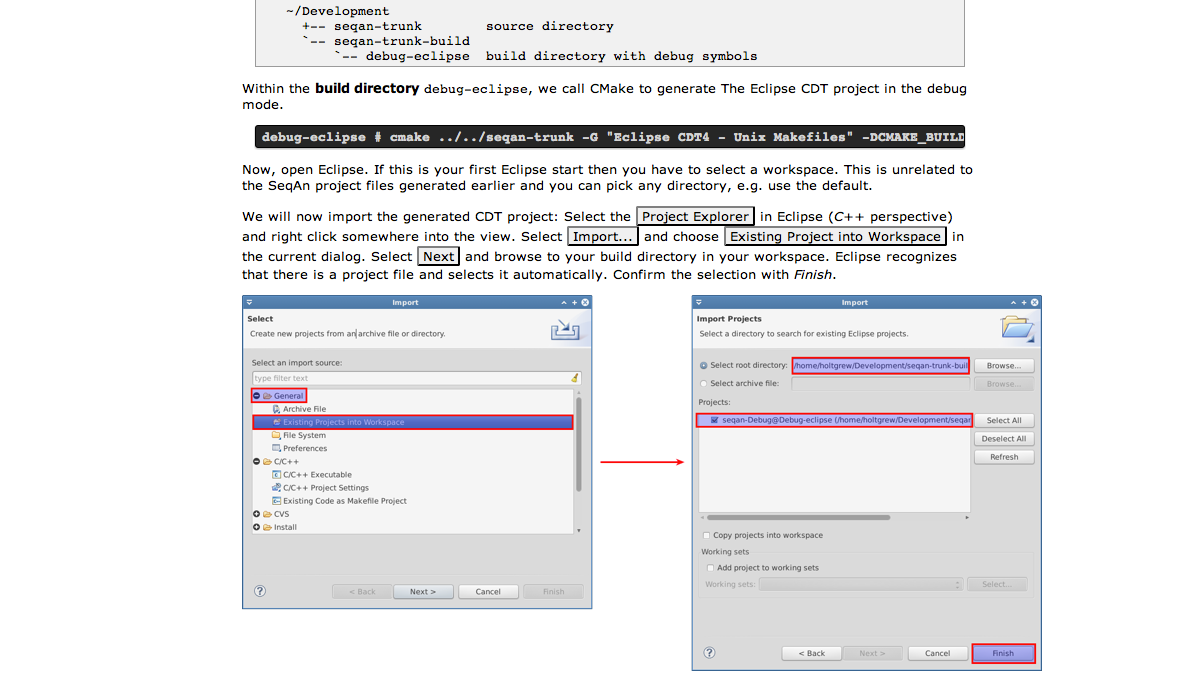 ~/Development
+-- seqan-trunk source directory
`-- seqan-trunk-build
`-- debug-eclipse build directory with debug symbols
Within the build directory debug-eclipse, we call CMake to generate The Eclipse CDT project in the debug
mode.
debug-eclipse # cmake ../../seqan-trunk -G "Eclipse CDT4 - Unix Makefiles" -DCMAKE_BUILD
Now, open Eclipse. If this is your first Eclipse start then you have to select a workspace. This is unrelated to
the SeqAn project files generated earlier and you can pick any directory, e.g. use the default.
We will now import the generated CDT project: Select the Project Explorer in Eclipse (C++ perspective)
and right click somewhere into the view. Select Import... and choose Existing Project into Workspace in
the current dialog. Select Next and browse to your build directory in your workspace. Eclipse recognizes
that there is a project file and selects it automatically. Confirm the selection with Finish.
Import
Select
Create new projects from an archive file or directory.
Select an import source:
type filter text
General
Archive File
Existing Projects into Workspace
File System
Preferences
C/C++
C/C++ Executable
C/C++ Project Settings
Existing Code as Makefile Project
CVS
Install
? < Back Next > Cancel Finish
Import
Import Projects
Select a directory to search for existing Eclipse projects.
Select root directory: /home/holtgrew/Development/seqan-trunk-buil Browse...
Select archive file: Browse...
Projects:
seqan-Debug@Debug-eclipse (/home/holtgrew/Development/seqan Select All
Deselect All
Refresh
Copy projects into workspace
Working sets
Add project to working sets
Working sets: Select...
? < Back Next > Cancel Finish